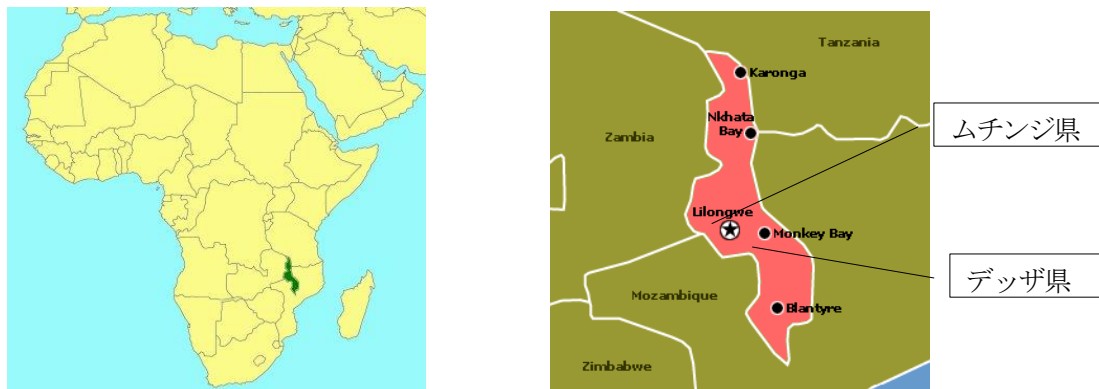 Tanzania
Karonga
Nkhata
Bay
Zambia
ムチンジ県
Lilongwe
Monkey Bay
デッザ県
Mozambique
Blantyre
Zimbabwe